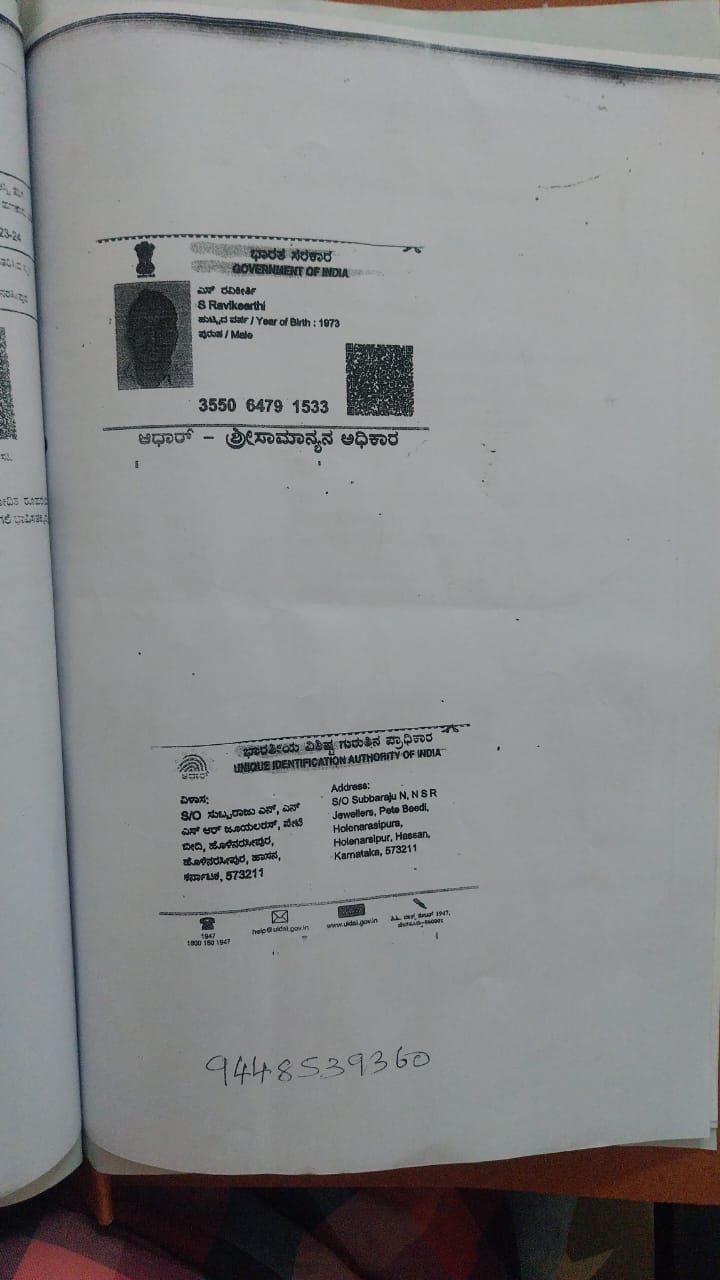 23-24
ಭಾರತ ಸರಕಾರ
GOVERNMENT OF INDIA
ಎಸ್ ರವಿಕೀರ್ತಿ
S Ravikeerthi
ಹುಟ್ಟಿದ ವರ್ಷ / Year of Birth : 1973
ಪುರುಷ / Male
3550 6479 1533
ಆಧಾರ್ – ಶ್ರೀಸಾಮಾನ್ಯನ ಅಧಿಕಾರ
ಭಾರತೀಯ ವಿಶಿಷ್ಟ ಗುರುತಿನ ಪ್ರಾಧಿಕಾರ
UNIQUE IDENTIFICATION AUTHORITY OF INDIA
ವಿಳಾಸ:
S/O ಸುಬ್ಬರಾಜು ಎನ್, ಎನ್
ಎಸ್ ಆರ್ ಜೂಯಲರಸ್, ಪೇಟೆ
ಬೀದಿ, ಹೊಳೆನರಸೀಪುರ,
ಹೊಳೆನರಸೀಪುರ, ಹಾಸನ,
ಕರ್ನಾಟಕ, 573211
Address:
S/O Subbaraju N, N S R
Jewellers, Pete Beedi,
Holenarasipura,
Holenarsipur, Hassan,
Karnataka, 573211
1947
1800 180 1947
help@uidai.gov.in
www.uidai.gov.in
9448539360